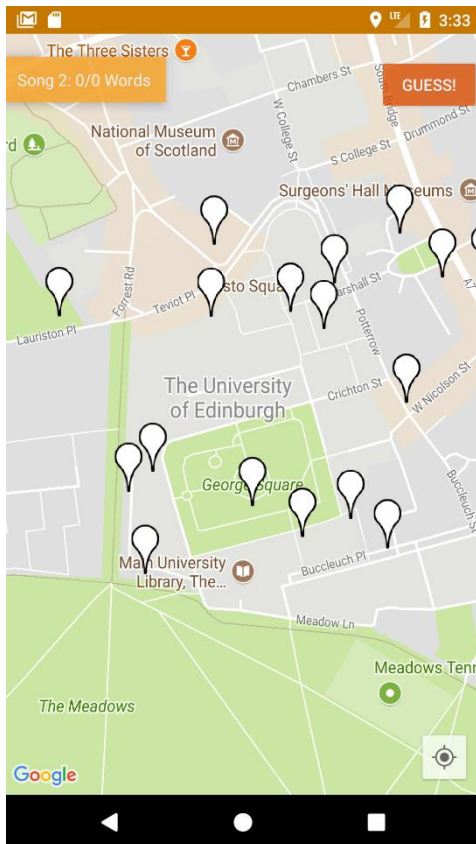 LTE
3:33
The Three Sisters
Song 2: 0/0 Words
GUESS!
Chambers St
South Bridge
Drummond St
W College St
National Museum
of Scotland
S College St
Surgeons' Hall Museums
Forrest Rd
Teviot Pl
Lauriston Pl
Marshall St
Potterrow
The University
of Edinburgh
Crichton St
W Nicolson St
Buccleuch St
George Square
Main University
Library, The...
Buccleuch Pl
Meadow Ln
Meadows Tenn
The Meadows
Google